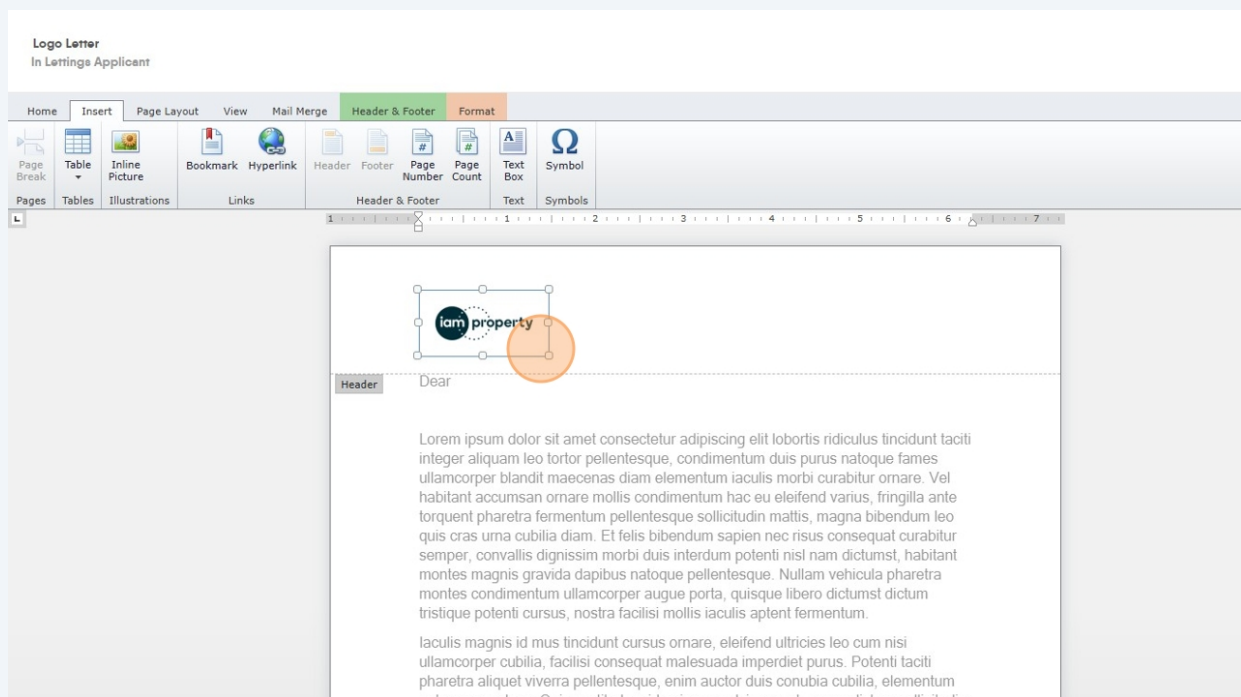 Logo Letter
In Lettings Applicant
Home Insert Page Layout View Mail Merge Header & Footer Format
Page Break Table Inline Picture Bookmark Hyperlink Header Footer Page Number Page Count Text Box Symbol
Pages Tables Illustrations Links Header & Footer Text Symbols
L 1 1 2 3 4 5 6 7
iam property
Header
Dear
Lorem ipsum dolor sit amet consectetur adipiscing elit lobortis ridiculus tincidunt taciti
integer aliquam leo tortor pellentesque, condimentum duis purus natoque fames
ullamcorper blandit maecenas diam elementum iaculis morbi curabitur ornare. Vel
habitant accumsan ornare mollis condimentum hac eu eleifend varius, fringilla ante
torquent pharetra fermentum pellentesque sollicitudin mattis, magna bibendum leo
quis cras urna cubilia diam. Et felis bibendum sapien nec risus consequat curabitur
semper, convallis dignissim morbi duis interdum potenti nisl nam dictumst, habitant
montes magnis gravida dapibus natoque pellentesque. Nullam vehicula pharetra
montes condimentum ullamcorper augue porta, quisque libero dictumst dictum
tristique potenti cursus, nostra facilisi mollis iaculis aptent fermentum.
Iaculis magnis id mus tincidunt cursus ornare, eleifend ultricies leo cum nisi
ullamcorper cubilia, facilisi consequat malesuada imperdiet purus. Potenti taciti
pharetra aliquet viverra pellentesque, enim auctor duis conubia cubilia, elementum